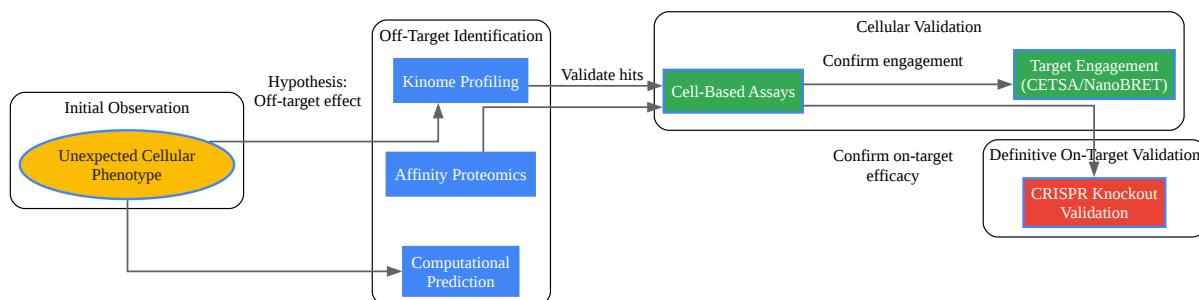 Initial Observation
Unexpected Cellular
Phenotype
Hypothesis:
Off-target effect
Off-Target Identification
Kinome Profiling
Affinity Proteomics
Computational
Prediction
Validate hits
Cellular Validation
Cell-Based Assays
Confirm engagement
Target Engagement
(CETSA/NanoBRET)
Confirm on-target
efficacy
Definitive On-Target Validation
CRISPR Knockout
Validation